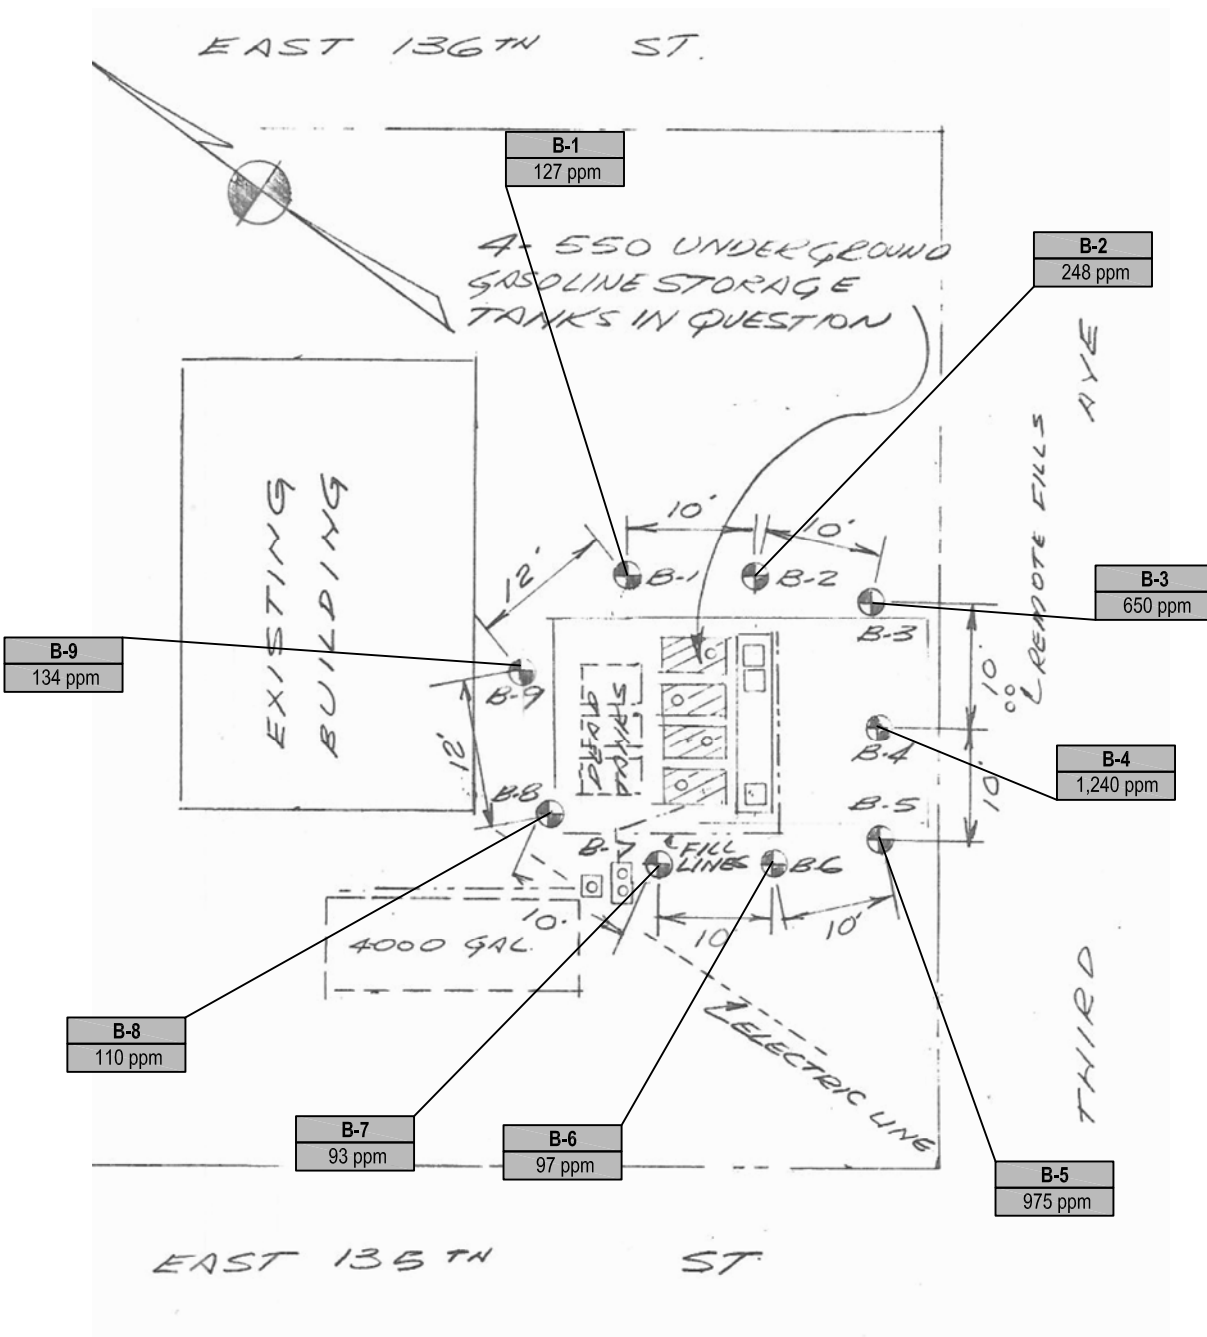 EAST 136TH ST.
B-1
127 ppm
4-550 UNDERGROUND
GASOLINE STORAGE
TANKS IN QUESTION
B-2
248 ppm
THIRD AVE
REMOTE FILLS
EXISTING
BUILDING
10'
10'
12'
B-1
B-2
B-3
B-3
650 ppm
B-9
134 ppm
B-9
DEAD
TANKS
10'
B-4
B-4
1,240 ppm
12'
10'
B-8
B-5
B-7
FILL
LINES
B-6
10'
10
10'
4000 GAL.
B-8
110 ppm
ELECTRIC LINE
B-7
93 ppm
B-6
97 ppm
B-5
975 ppm
EAST 135TH ST.